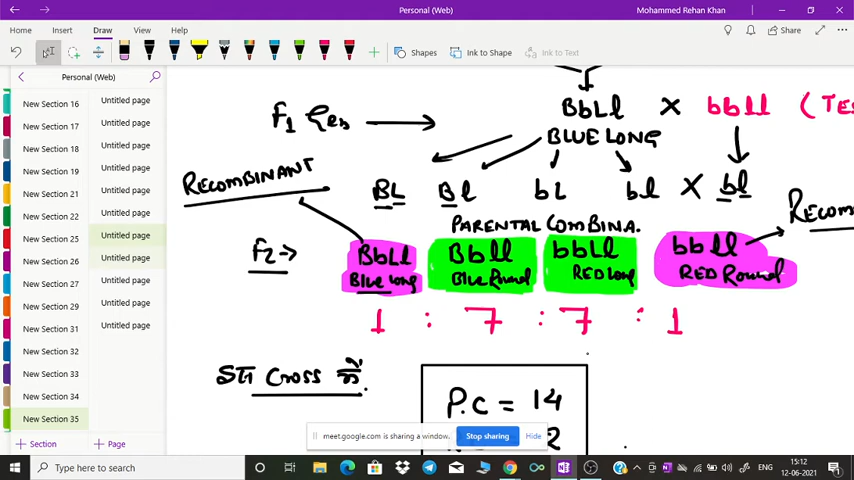 Personal (Web)
Mohammed Rehan Khan
Home Insert Draw View Help
Share
Shapes
Ink to Shape
Ink to Text
Personal (Web)
New Section 16
New Section 17
New Section 18
New Section 19
New Section 21
New Section 22
New Section 25
New Section 26
New Section 27
New Section 29
New Section 31
New Section 32
New Section 33
New Section 34
New Section 35
Untitled page
Untitled page
Untitled page
Untitled page
Untitled page
Untitled page
Untitled page
Untitled page
Untitled page
Untitled page
Untitled page
+ Section
+ Page
BbLl X bbll (TES
F1 Gen
BLUE LONG
RECOMBINANT
BL Bl bL bl X bl
PARENTAL COMBINA.
RECOM
F2 →
BbLl Bbll bbLl bbll
Blue Long Blue Round RED Long RED Round
1 : 7 : 7 : 1
Cross
P.C = 14
2
meet.google.com is sharing a window.
Stop sharing
Hide
Type here to search
ENG
15:12
12-06-2021